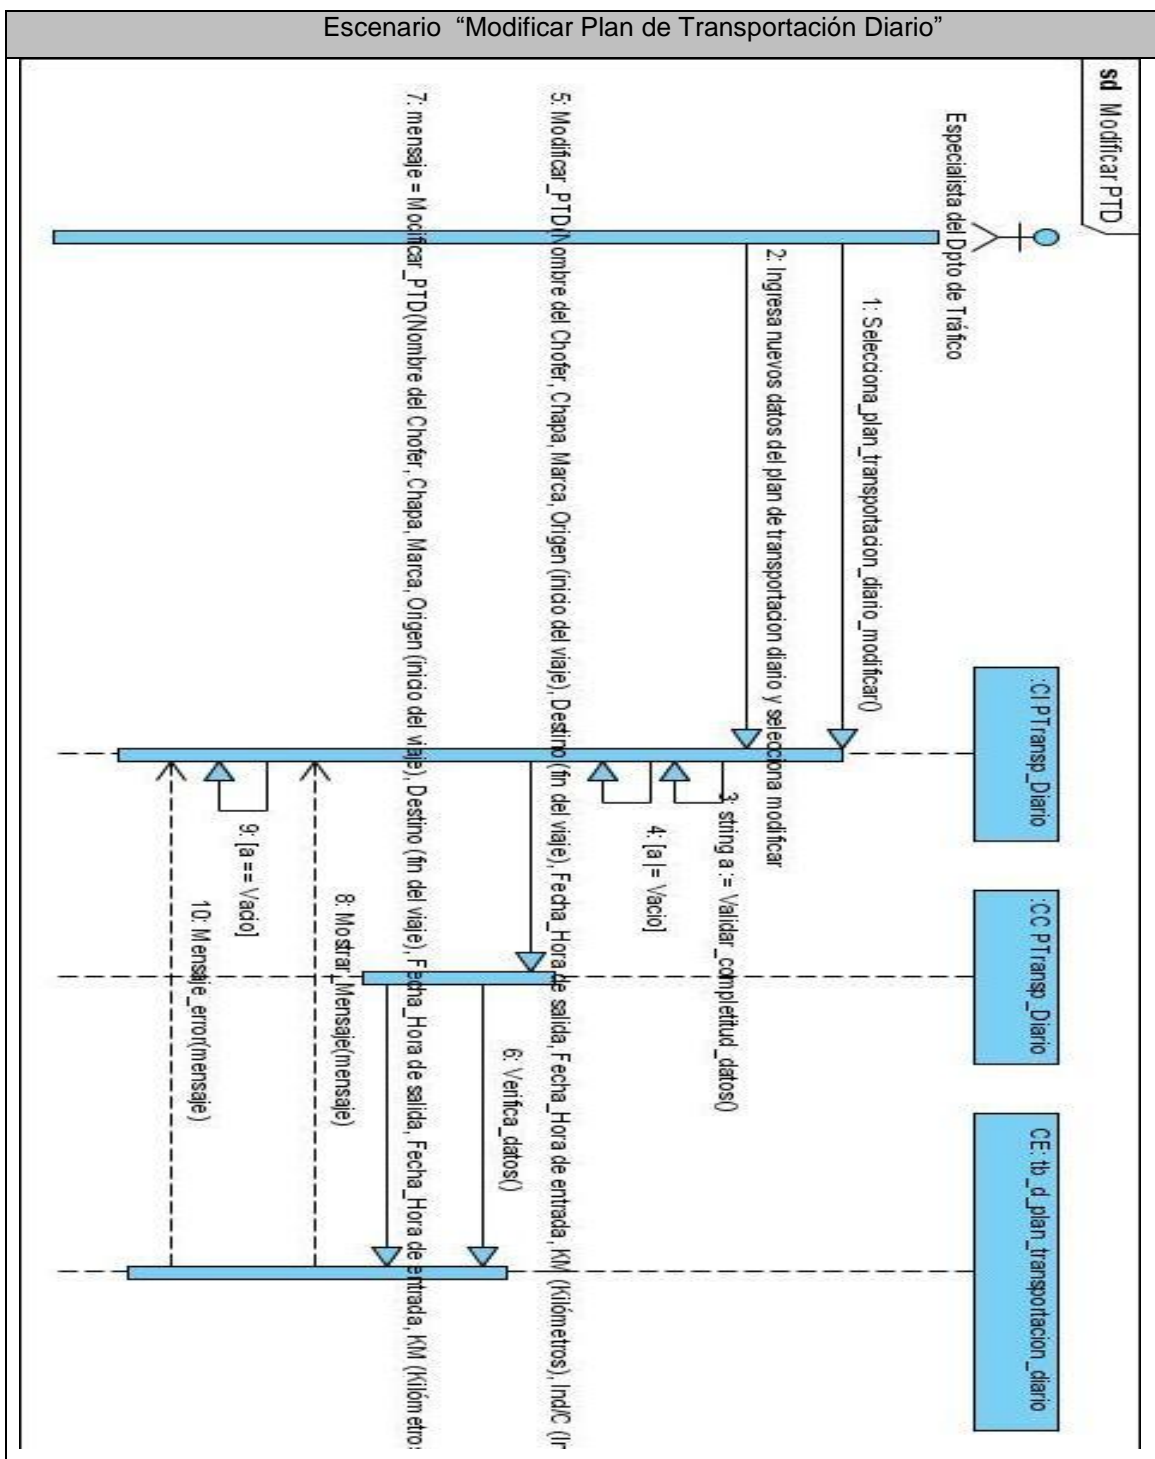 Escenario “Modificar Plan de Transportación Diario”
sd Modificar PTD
Especialista del Dpto de Tráfico
:CI PTransp_Diario
:CC PTransp_Diario
CE: tb_d_plan_transportacion_diario
1: Selecciona_plan_transportacion_diario_modificar()
2: Ingresa nuevos datos del plan de transportacion diario y selecciona modificar
3: string a := Validar_completitud_datos()
4: [a |= Vacio]
5: Modificar_PTD(Nombre del Chofer, Chapa, Marca, Origen (inicio del viaje), Destino (fin del viaje), Fecha_Hora de salida, Fecha_Hora de entrada, KM (Kilómetros), Ind/C (Ir
6: Verifica_datos()
7: mensaje = Modificar_PTD(Nombre del Chofer, Chapa, Marca, Origen (inicio del viaje), Destino (fin del viaje), Fecha_Hora de salida, Fecha_Hora de entrada, KM (Kilómetros
8: Mostrar_Mensaje(mensaje)
9: [a == Vacio]
10: Mensaje_error(mensaje)